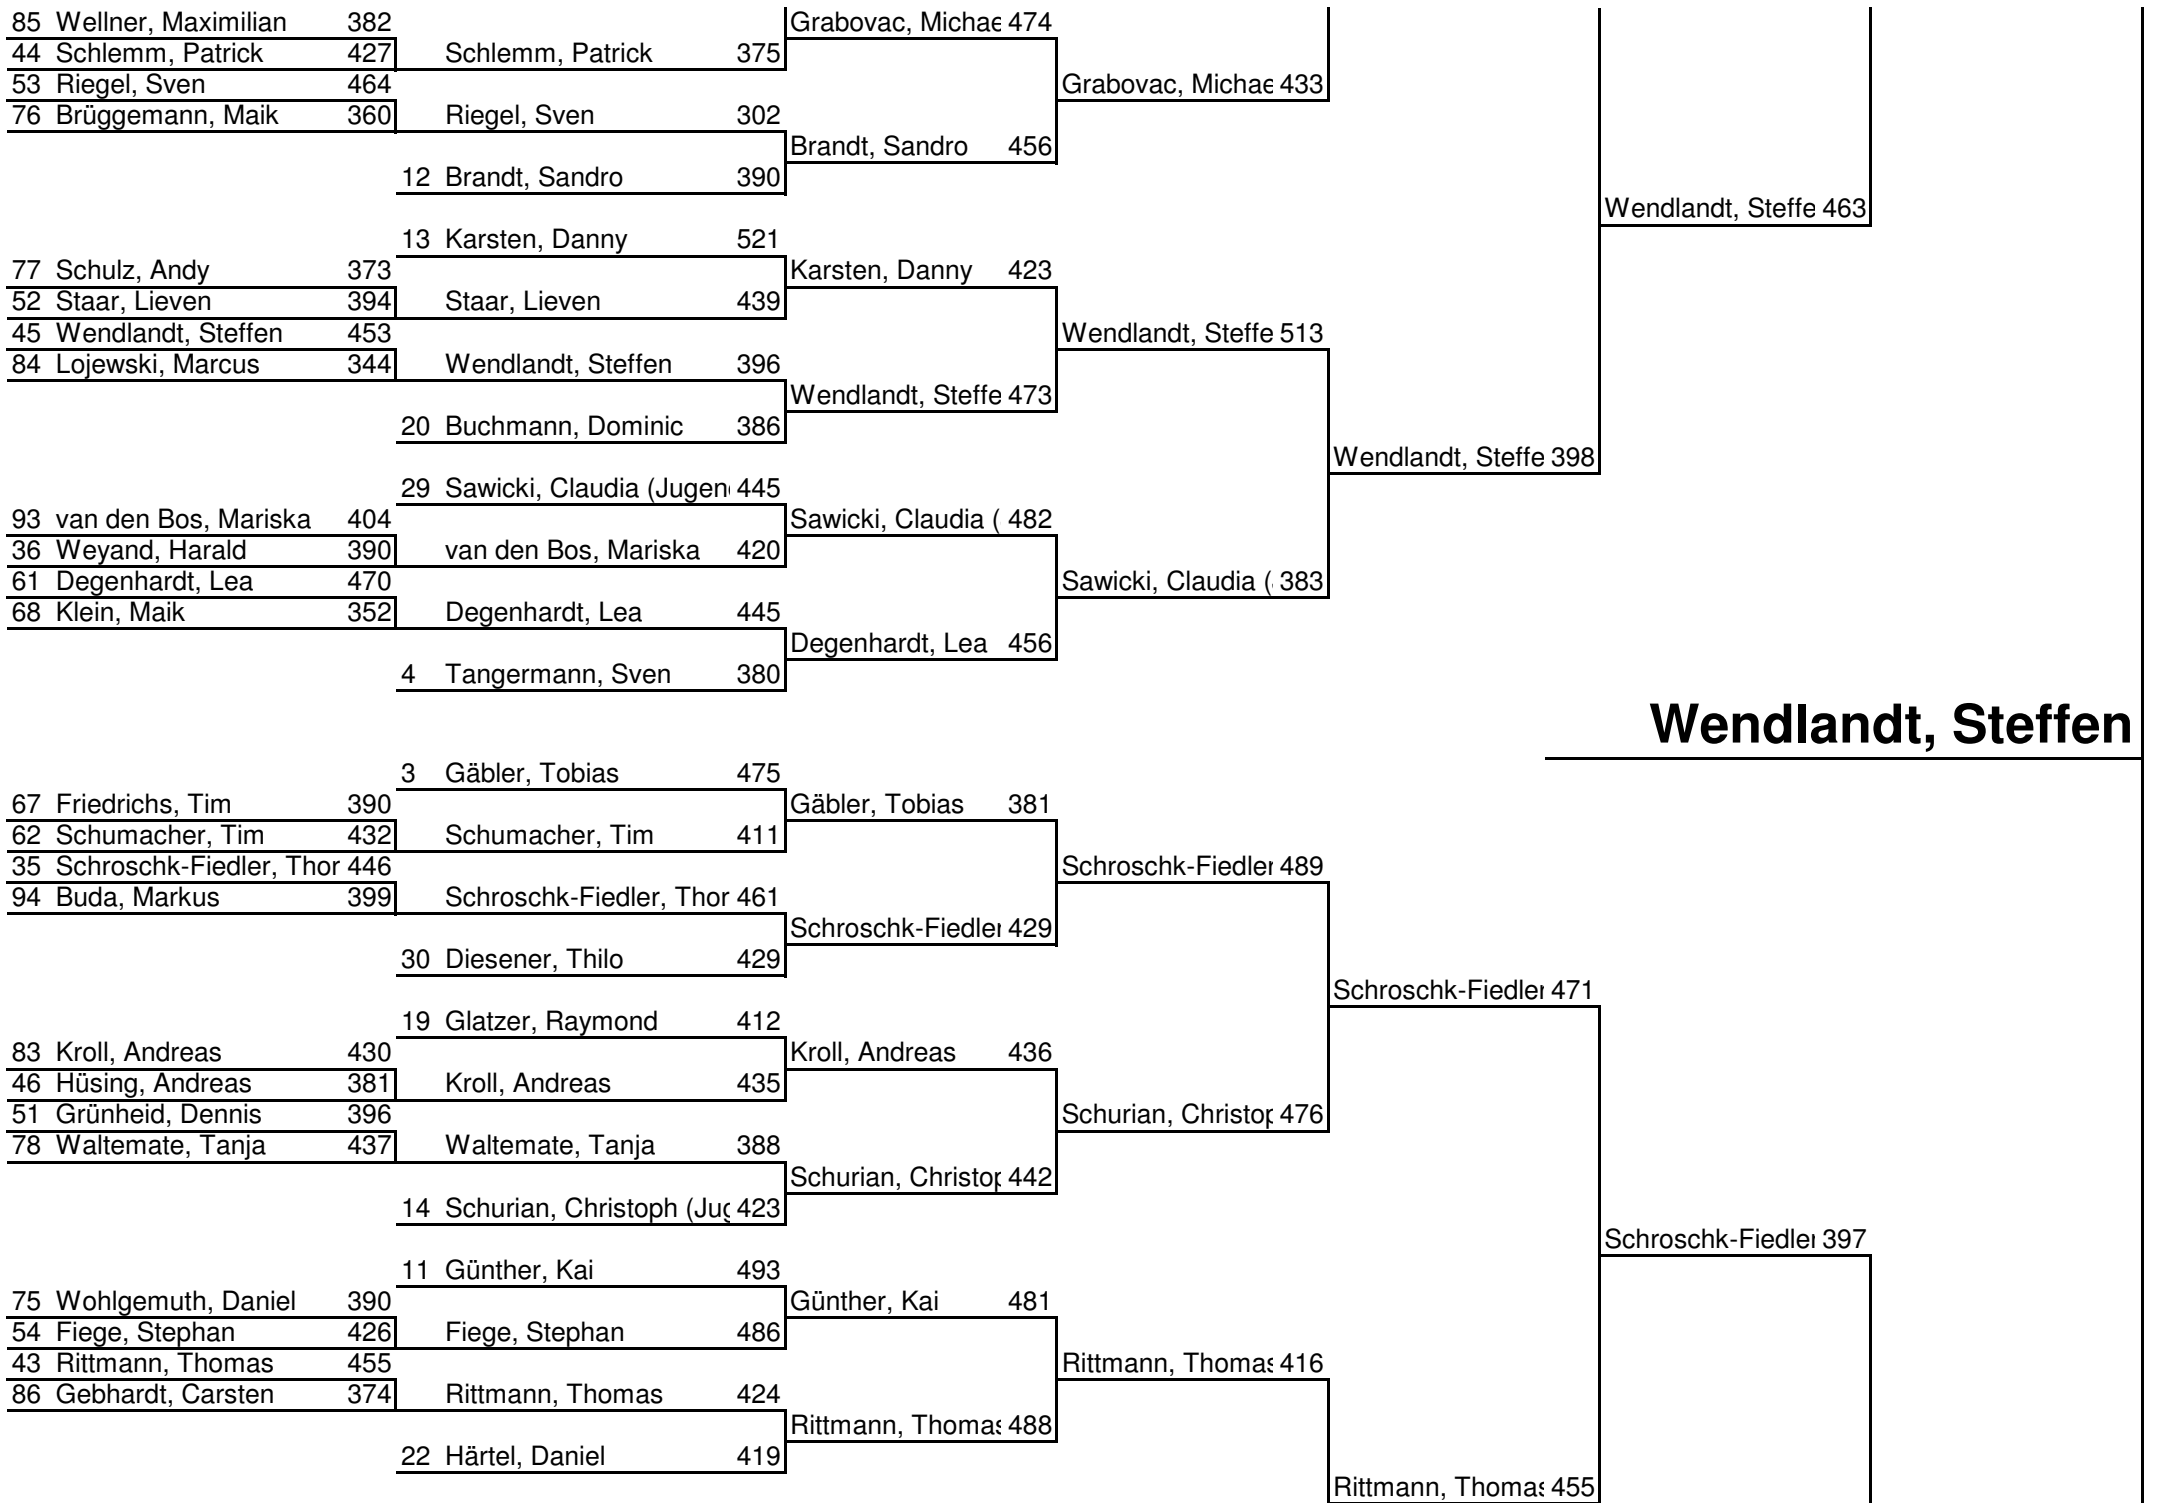 85 Wellner, Maximilian 382
Grabovac, Michae 474
44 Schlemm, Patrick 427 Schlemm, Patrick 375
53 Riegel, Sven 464
Grabovac, Michae 433
76 Brüggemann, Maik 360 Riegel, Sven 302
Brandt, Sandro 456
12 Brandt, Sandro 390
Wendlandt, Steffe 463
13 Karsten, Danny 521
77 Schulz, Andy 373
Karsten, Danny 423
52 Staar, Lieven 394 Staar, Lieven 439
45 Wendlandt, Steffen 453
Wendlandt, Steffe 513
84 Lojewski, Marcus 344 Wendlandt, Steffen 396
Wendlandt, Steffe 473
20 Buchmann, Dominic 386
Wendlandt, Steffe 398
29 Sawicki, Claudia (Jugen 445
93 van den Bos, Mariska 404
Sawicki, Claudia ( 482
36 Weyand, Harald 390 van den Bos, Mariska 420
61 Degenhardt, Lea 470
Sawicki, Claudia ( 383
68 Klein, Maik 352 Degenhardt, Lea 445
Degenhardt, Lea 456
4 Tangermann, Sven 380
Wendlandt, Steffen
3 Gäbler, Tobias 475
67 Friedrichs, Tim 390
Gäbler, Tobias 381
62 Schumacher, Tim 432 Schumacher, Tim 411
35 Schroschk-Fiedler, Thor 446
Schroschk-Fiedler 489
94 Buda, Markus 399 Schroschk-Fiedler, Thor 461
Schroschk-Fiedler 429
30 Diesener, Thilo 429
Schroschk-Fiedler 471
19 Glatzer, Raymond 412
83 Kroll, Andreas 430
Kroll, Andreas 436
46 Hüsing, Andreas 381 Kroll, Andreas 435
51 Grünheid, Dennis 396
Schurian, Christop 476
78 Waltemate, Tanja 437 Waltemate, Tanja 388
Schurian, Christop 442
14 Schurian, Christoph (Jug 423
Schroschk-Fiedler 397
11 Günther, Kai 493
75 Wohlgemuth, Daniel 390
Günther, Kai 481
54 Fiege, Stephan 426 Fiege, Stephan 486
43 Rittmann, Thomas 455
Rittmann, Thomas 416
86 Gebhardt, Carsten 374 Rittmann, Thomas 424
Rittmann, Thomas 488
22 Härtel, Daniel 419
Rittmann, Thomas 455